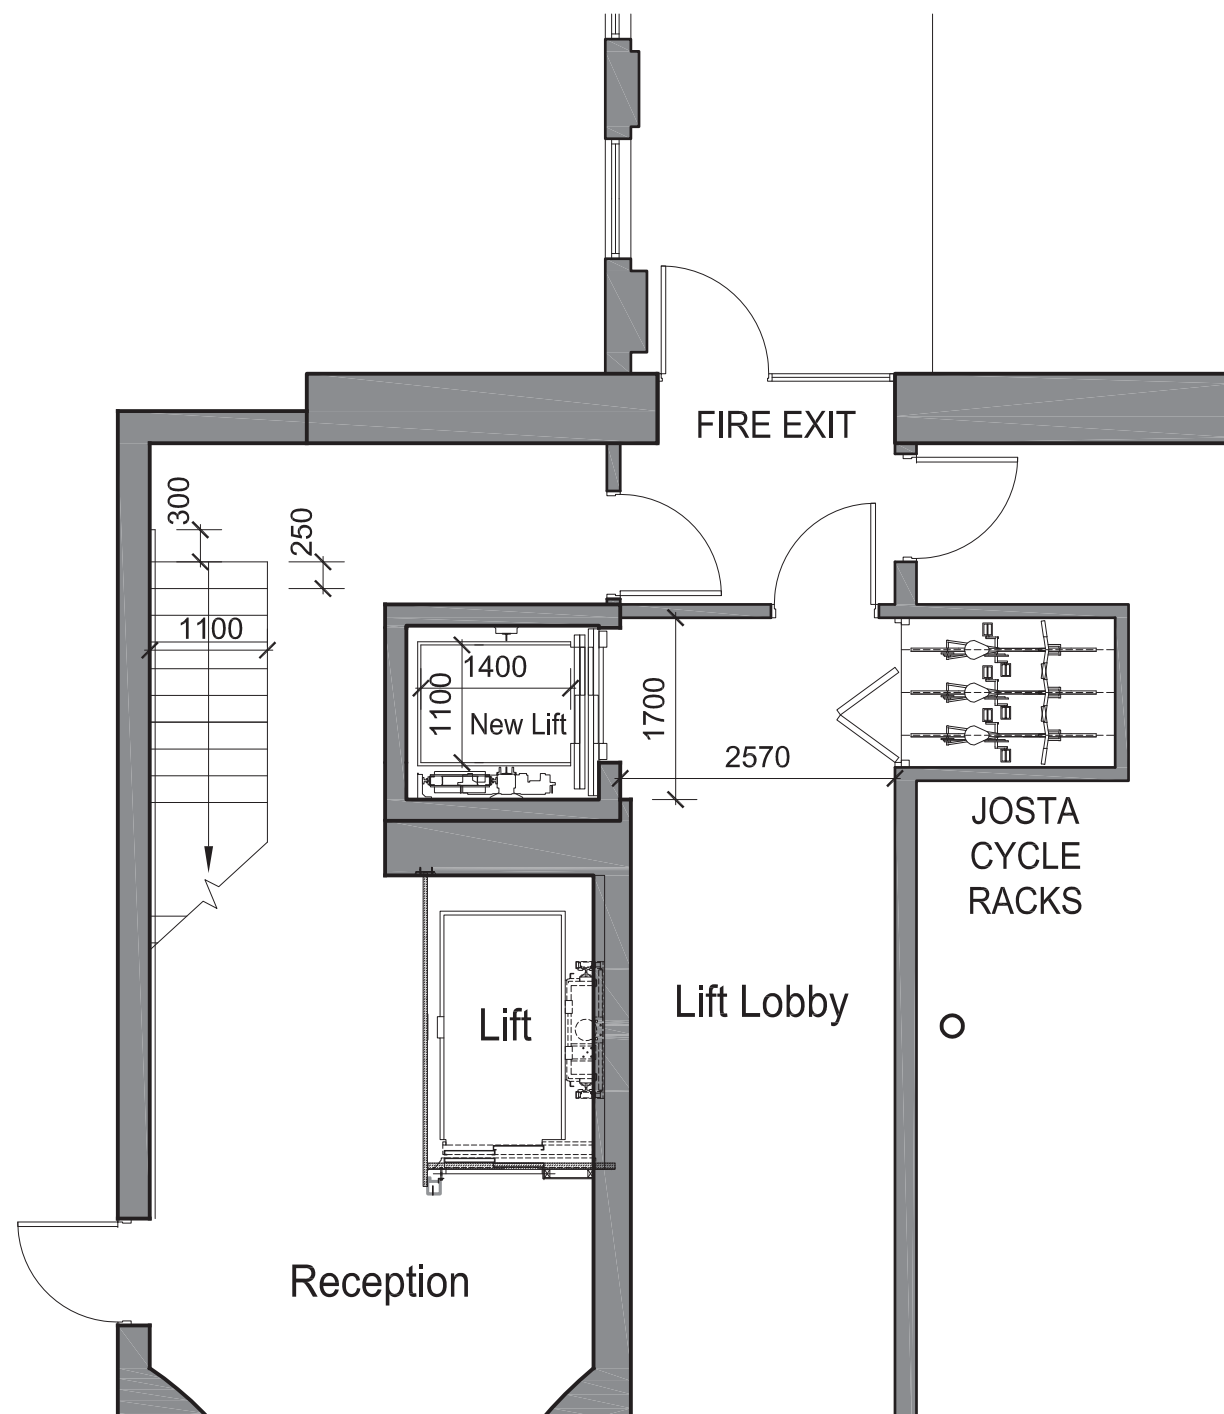 FIRE EXIT
300
250
1100
1400
1100
New Lift
1700
2570
JOSTA
CYCLE
RACKS
Lift
Lift Lobby
Reception